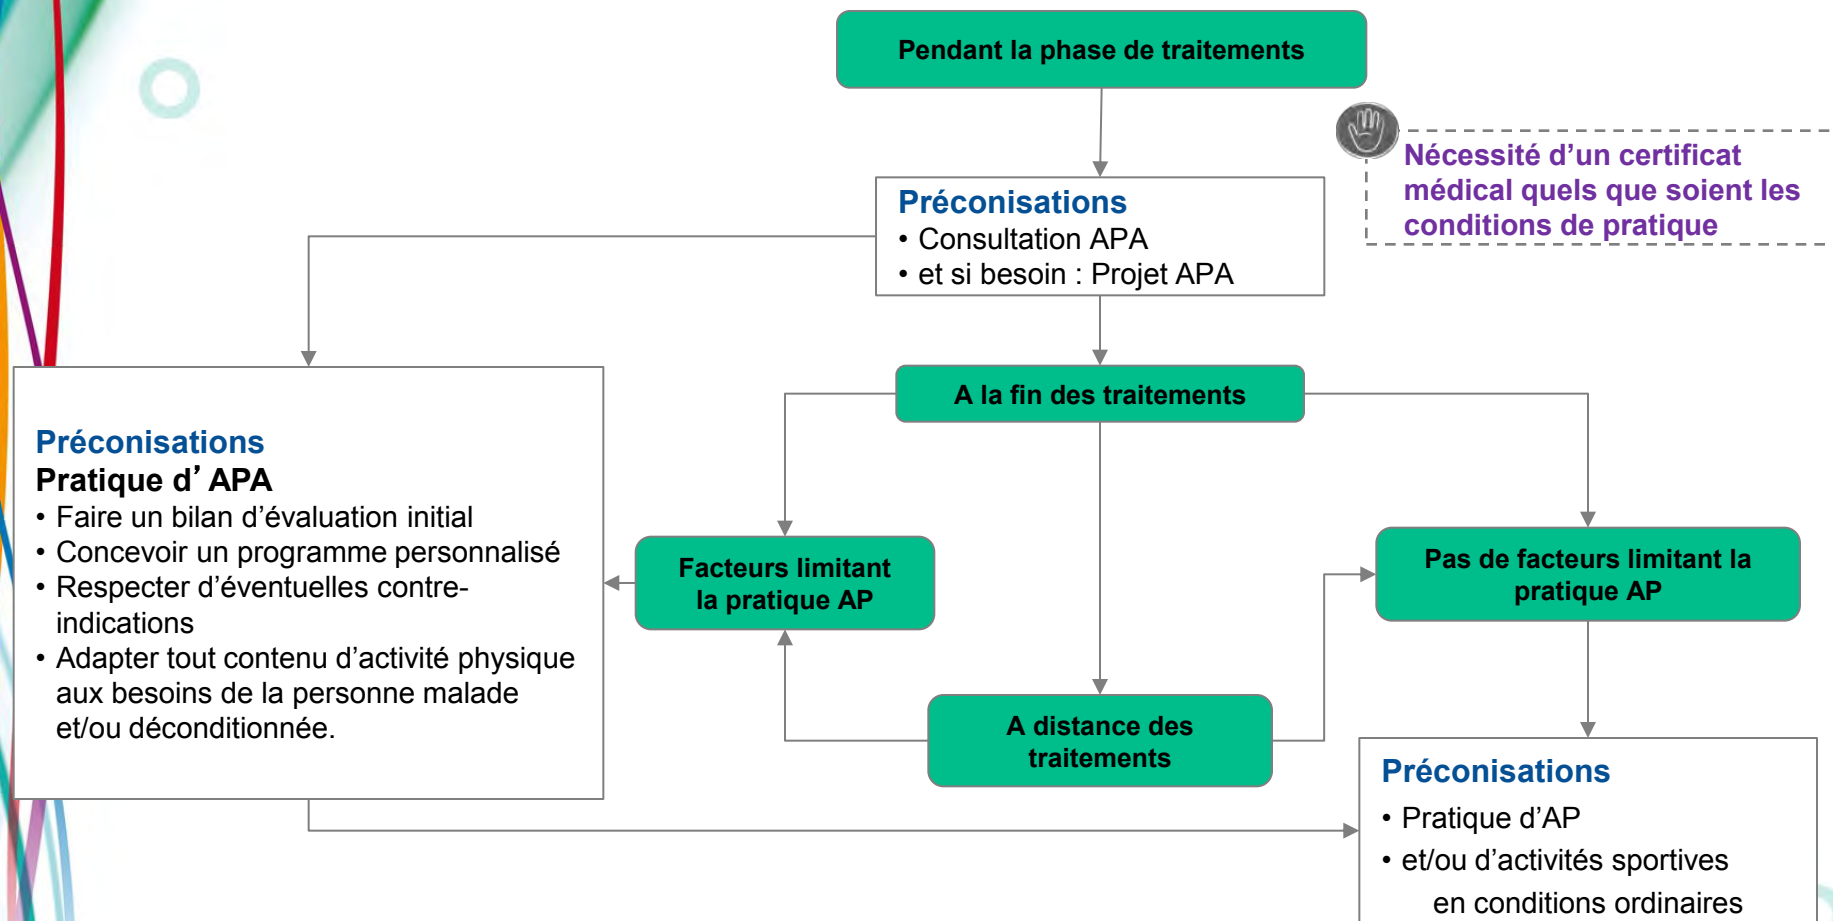 Pendant la phase de traitements
Nécessité d’un certificat
médical quels que soient les
conditions de pratique
Préconisations
• Consultation APA
• et si besoin : Projet APA
A la fin des traitements
Préconisations
Pratique d’ APA
• Faire un bilan d’évaluation initial
• Concevoir un programme personnalisé
• Respecter d’éventuelles contre-
indications
• Adapter tout contenu d’activité physique
aux besoins de la personne malade
et/ou déconditionnée.
Facteurs limitant
la pratique AP
Pas de facteurs limitant la
pratique AP
A distance des
traitements
Préconisations
• Pratique d’AP
• et/ou d’activités sportives
en conditions ordinaires